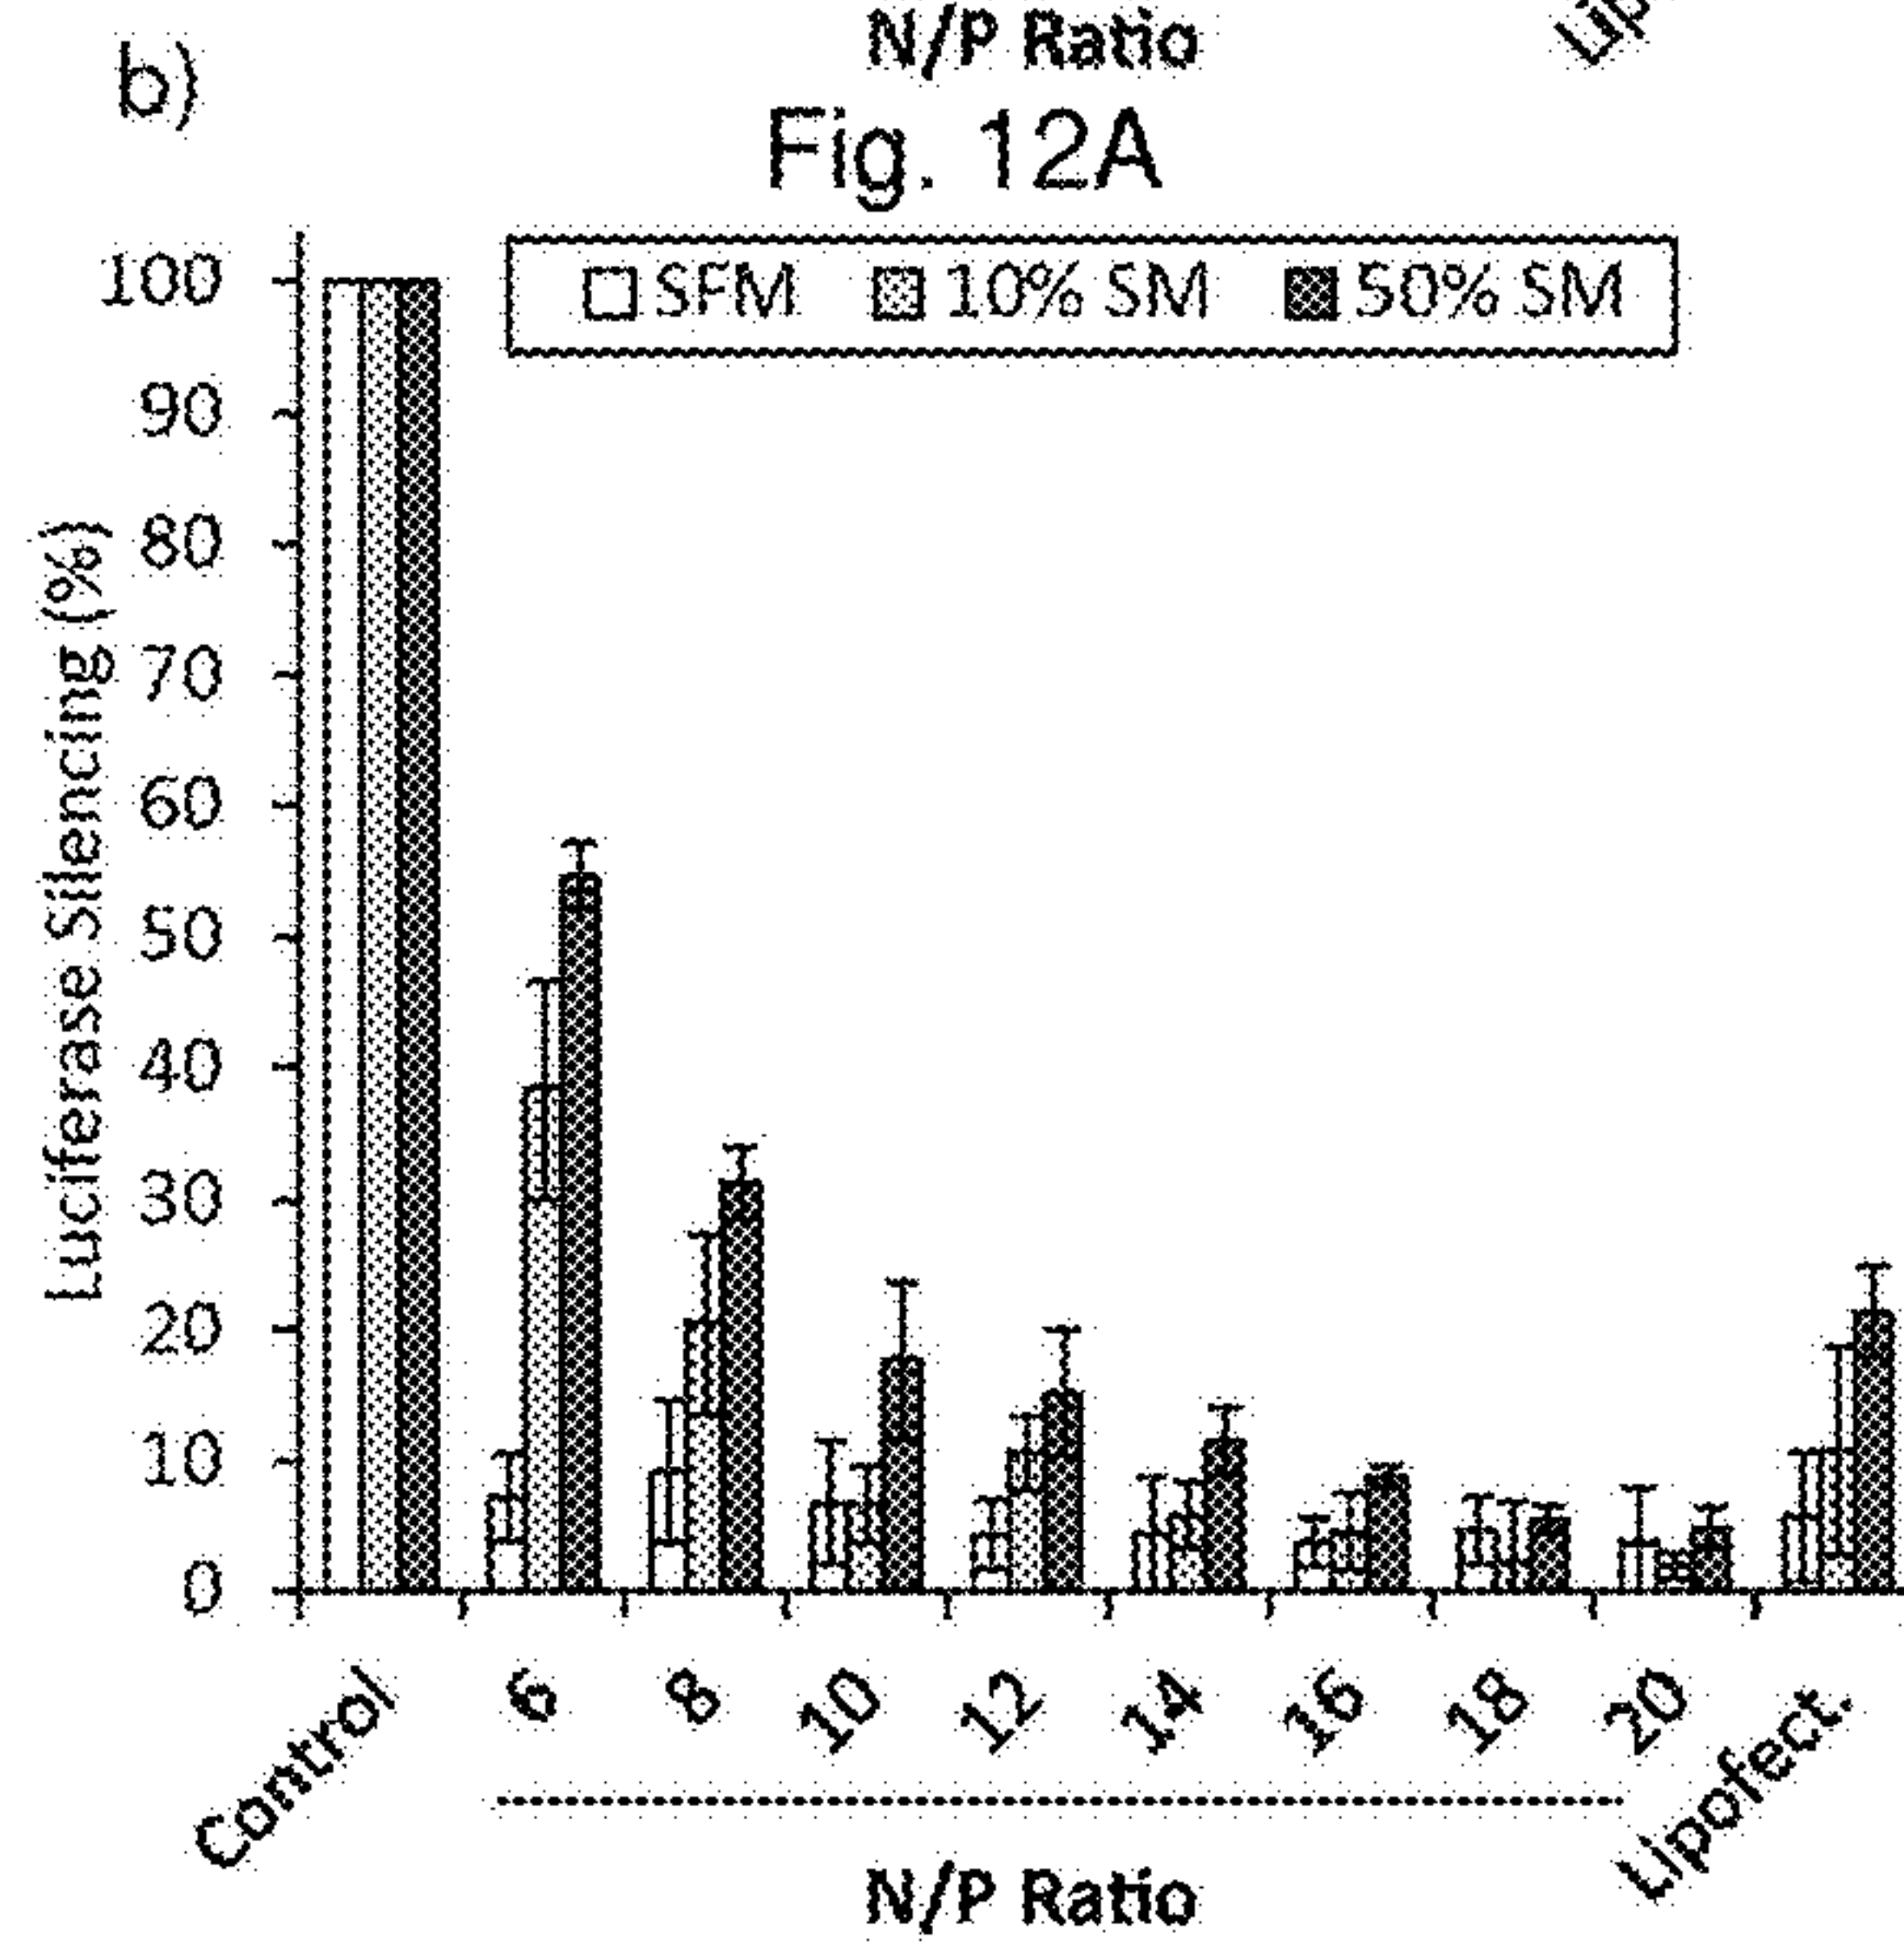 N/P Ratio
b)
Fig. 12A
SFM 10% SM 50% SM
Luciferase Silencing (%)
100
90
80
70
60
50
40
30
20
10
0
Control 6 8 10 12 14 16 18 20 Lipofect.
N/P Ratio